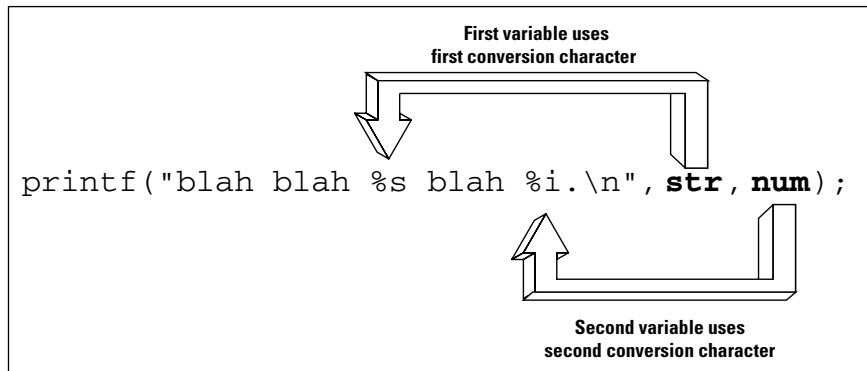 First variable uses
first conversion character
printf("blah blah %s blah %i.\n",str,num);
Second variable uses
second conversion character